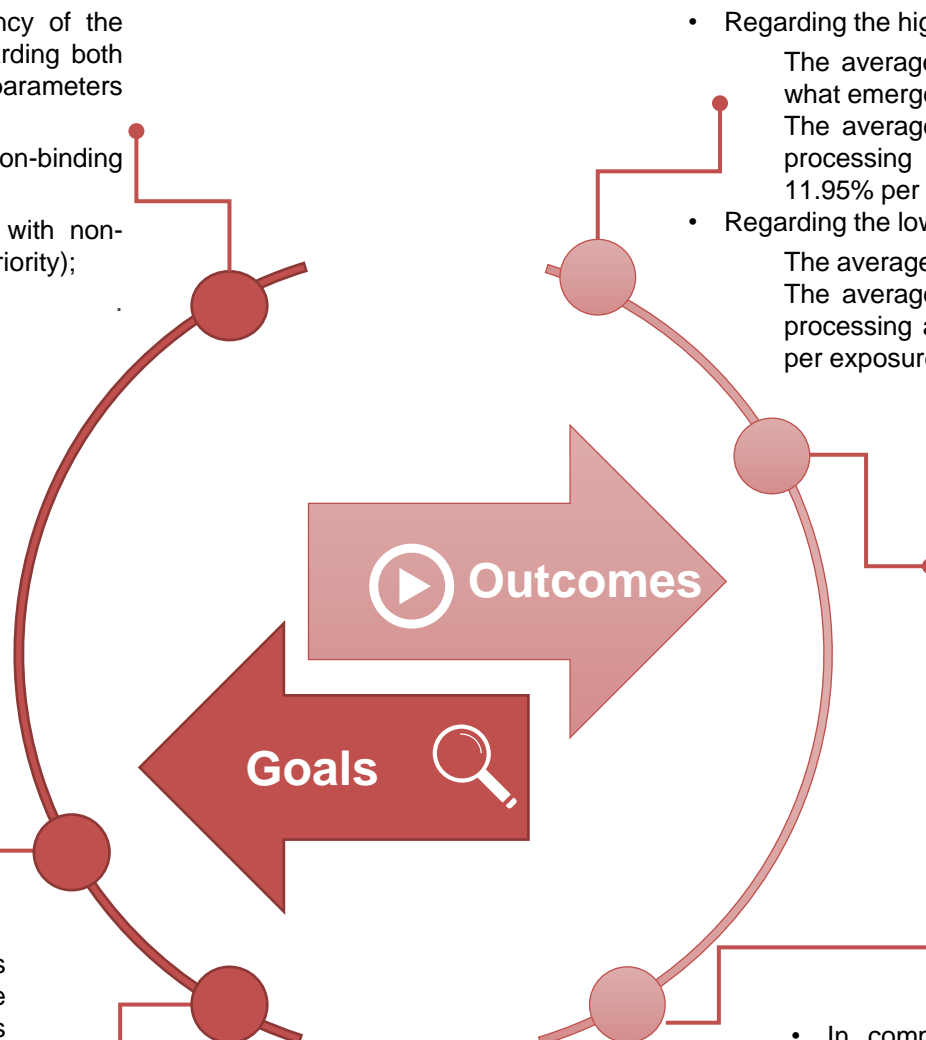 ncy of the
rding both
parameters
on-binding
with non-
riority);
.
• Regarding the hig
The average
what emerge
The average
processing
11.95% per
• Regarding the low
The average
The average
processing a
per exposure
Outcomes
Goals
s
e
s
• In comp